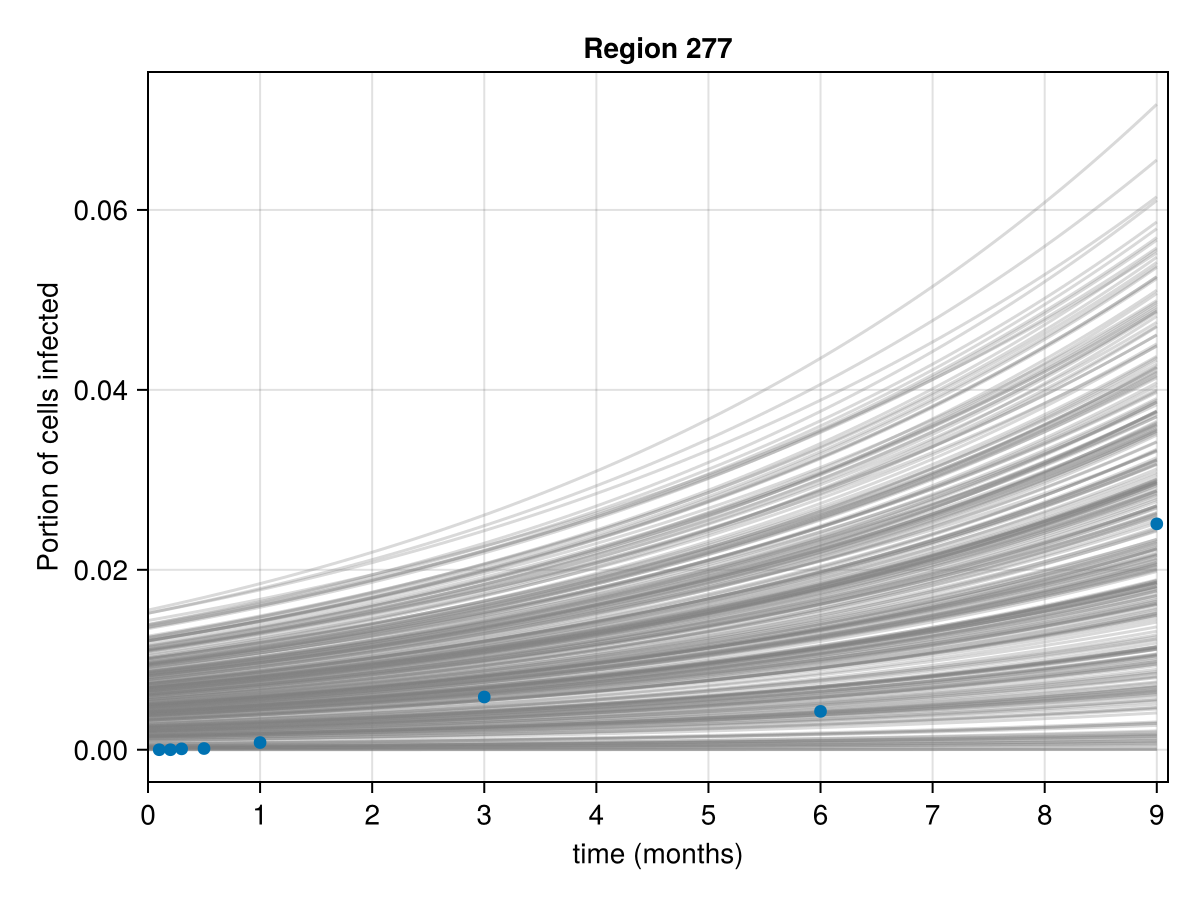 Region 277
Portion of cells infected
0.06
0.04
0.02
0.00
0 1 2 3 4 5 6 7 8 9
time (months)